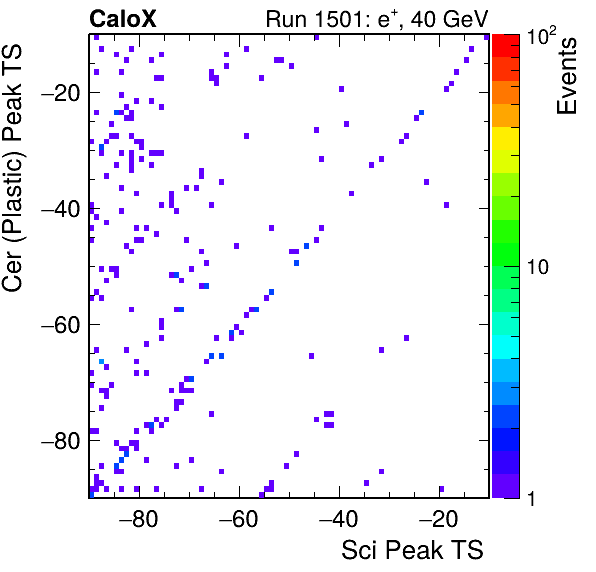 CaloX Run 1501: e⁺, 40 GeV
Cer (Plastic) Peak TS
−20
−40
−60
−80
−80 −60 −40 −20
Sci Peak TS
10²
10
1
Events